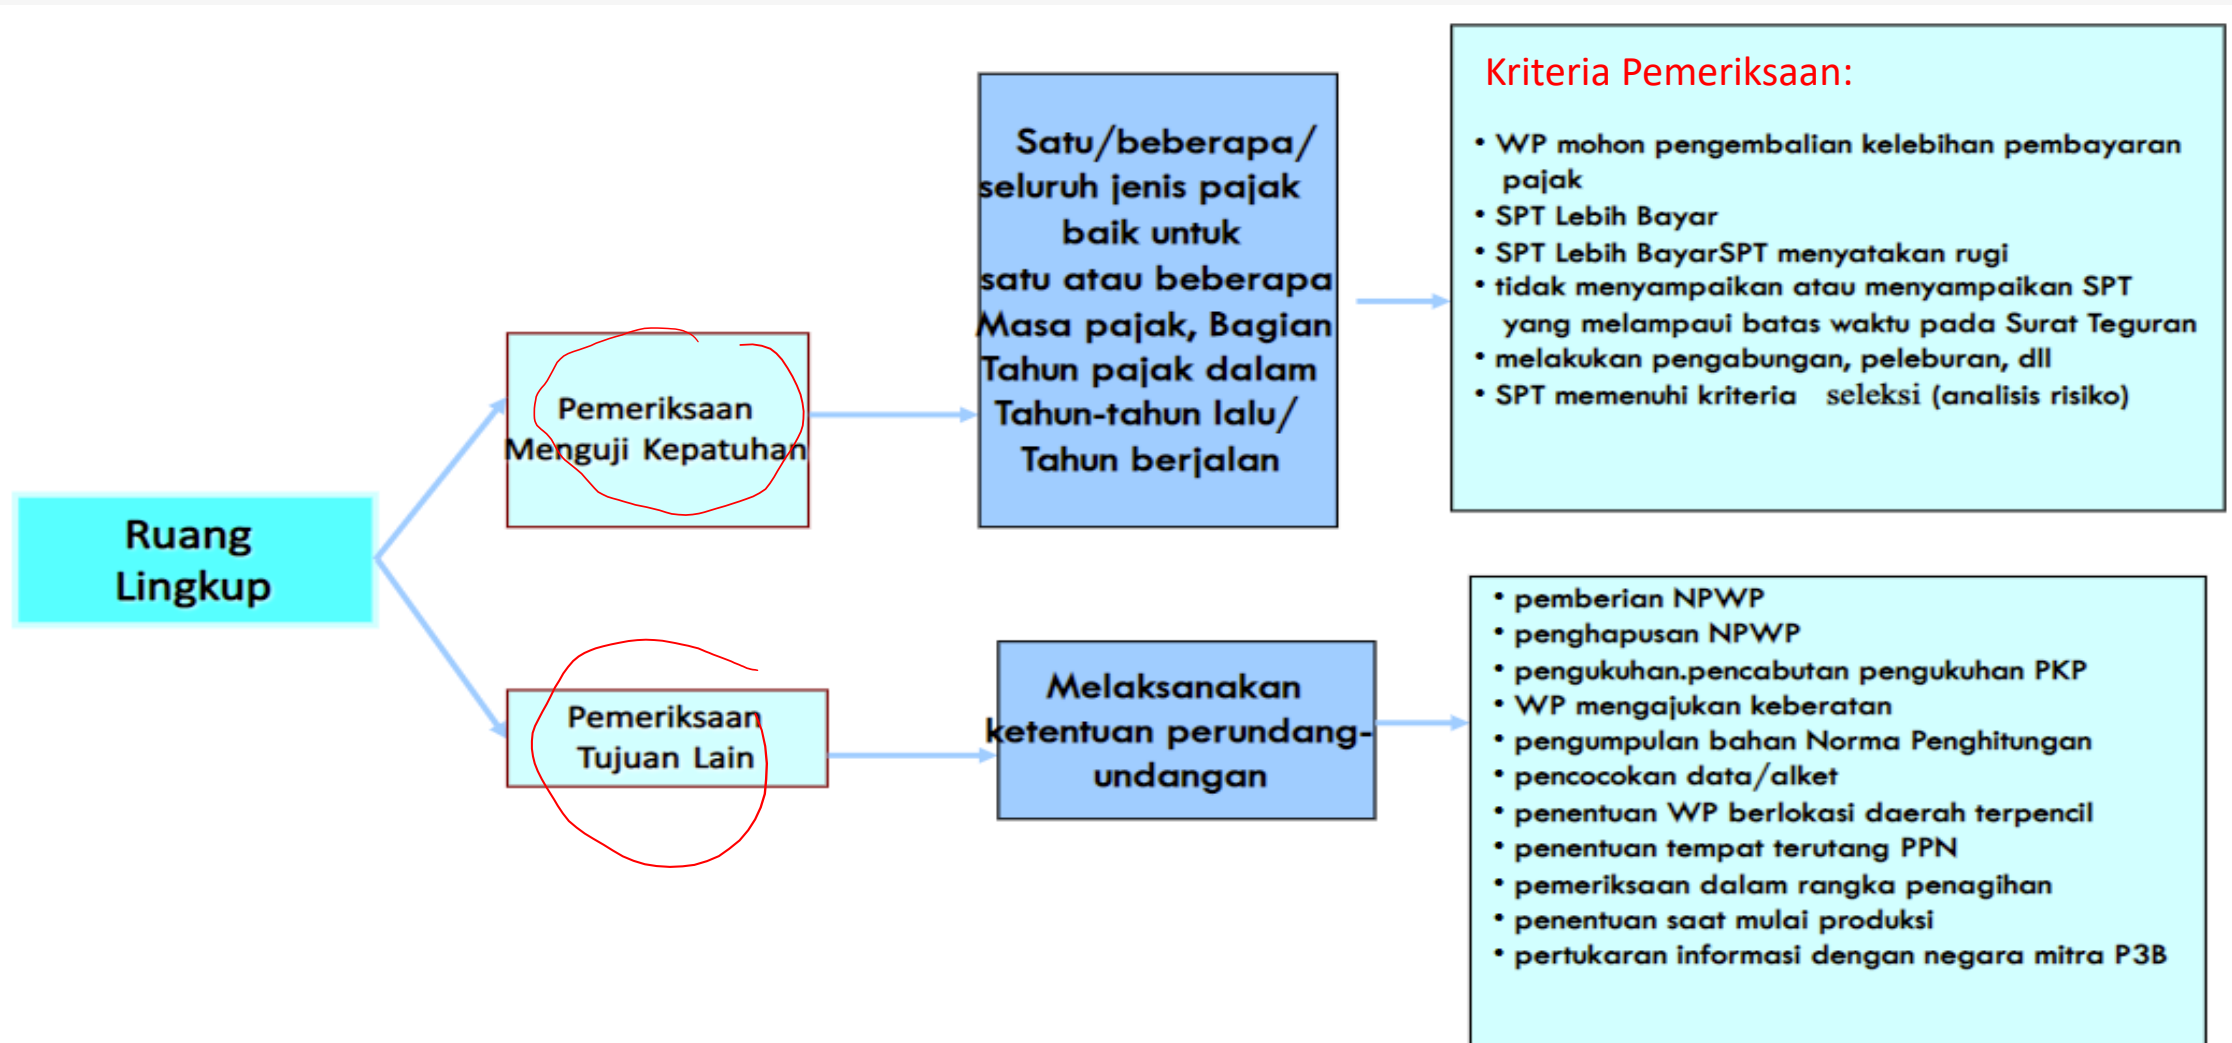 Ruang
Lingkup
Pemeriksaan
Menguji Kepatuhan
Satu/beberapa/
seluruh jenis pajak
baik untuk
satu atau beberapa
Masa pajak, Bagian
Tahun pajak dalam
Tahun-tahun lalu/
Tahun berjalan
Kriteria Pemeriksaan:
• WP mohon pengembalian kelebihan pembayaran
pajak
• SPT Lebih Bayar
• SPT Lebih BayarSPT menyatakan rugi
• tidak menyampaikan atau menyampaikan SPT
yang melampaui batas waktu pada Surat Teguran
• melakukan pengabungan, peleburan, dll
• SPT memenuhi kriteria seleksi (analisis risiko)
Pemeriksaan
Tujuan Lain
Melaksanakan
ketentuan perundang-
undangan
• pemberian NPWP
• penghapusan NPWP
• pengukuhan.pencabutan pengukuhan PKP
• WP mengajukan keberatan
• pengumpulan bahan Norma Penghitungan
• pencocokan data/alket
• penentuan WP berlokasi daerah terpencil
• penentuan tempat terutang PPN
• pemeriksaan dalam rangka penagihan
• penentuan saat mulai produksi
• pertukaran informasi dengan negara mitra P3B